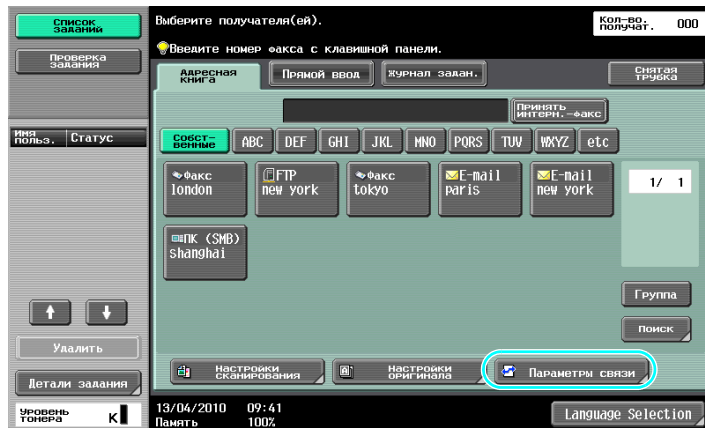 Список
заданий
Проверка
задания
Имя
польз.
Статус
Удалить
Детали задания
Уровень
тонера
K
Выберите получателя(ей).
Кол-во.
получат.
000
Введите номер факса с клавишной панели.
Адресная
книга
Прямой ввод
Журнал задан.
Снятая
трубка
Принять
интерн.-факс
Собст-
венные
ABC
DEF
GHI
JKL
MNO
PQRS
TUV
WXYZ
etc
Факс
london
FTP
new york
Факс
tokyo
E-mail
paris
E-mail
new york
1/ 1
ПК (SMB)
shanghai
Группа
Поиск
Настройки
сканирования
Настройки
оригинала
Параметры связи
13/04/2010 09:41
Память 100%
Language Selection